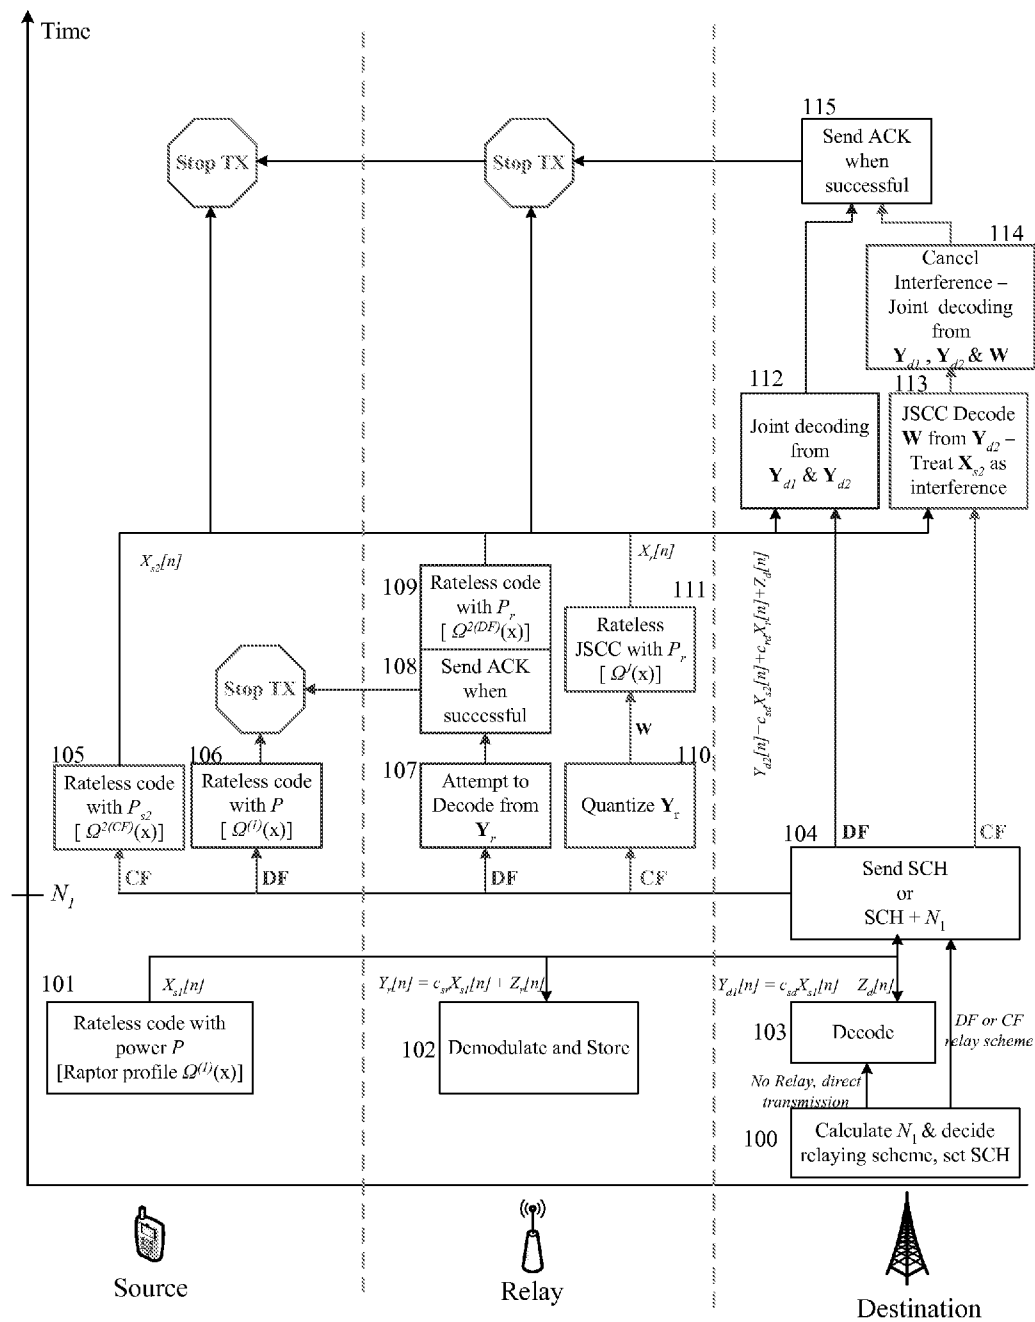 Time
115
Send ACK
when
successful
Stop TX
Stop TX
114
Cancel
Interference –
Joint decoding
from
Y_d1 , Y_d2 & W
112
Joint decoding
from
Y_d1 & Y_d2
113
JSCC Decode
W from Y_d2 –
Treat X_s2 as
interference
X_s2[n]
X_r[n]
109
Rateless code
with P_r
[ Ω^2(DF)(x)]
111
Rateless
JSCC with P_r
[ Ω^J(x)]
108
Send ACK
when
successful
Stop TX
W
105
Rateless code
with P_s2
[ Ω^2(CF)(x)]
106
Rateless code
with P
[ Ω^(1)(x)]
107
Attempt to
Decode from
Y_r
110
Quantize Y_r
Y_d2[n]=c_sd X_s2[n]+c_rd X_r[n]+Z_d[n]
104
DF
CF
Send SCH
or
SCH + N_1
CF
DF
DF
CF
N_1
101
X_s1[n]
Rateless code with
power P
[Raptor profile Ω^(1)(x)]
Y_r[n] = c_sr X_s1[n] + Z_r[n]
102
Demodulate and Store
Y_d1[n] = c_sd X_s1[n] Z_d[n]
103
Decode
DF or CF
relay scheme
No Relay, direct
transmission
100
Calculate N_1 & decide
relaying scheme, set SCH
Source
Relay
Destination